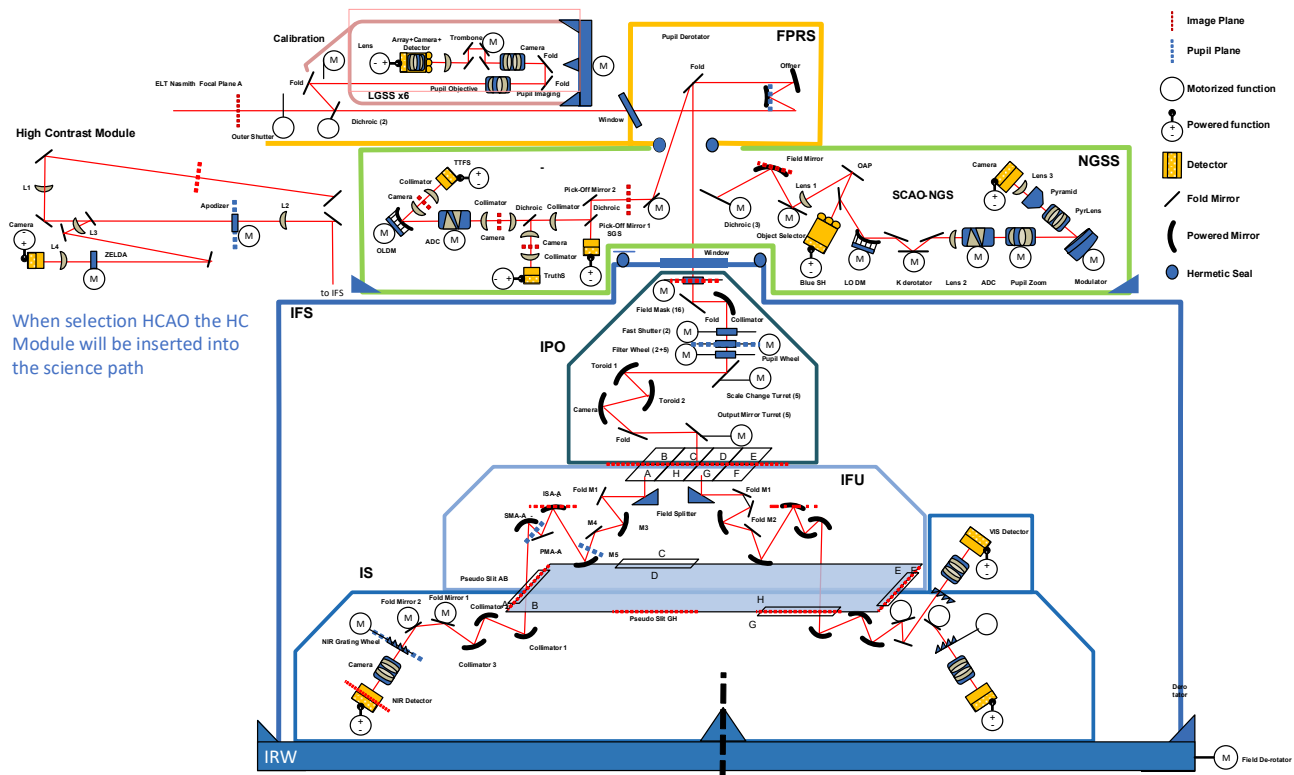 Calibration
M
Lens
Array+Camera+
Detector
Trombone
M
Camera
Fold
M
- +
Fold
Pupil Objective
Pupil Imaging
Fold
LGSS x6
ELT Nasmith Focal Plane A
Outer Shutter
Dichroic (2)
Window
Pupil Derotator
FPRS
Fold
Offner
Image Plane
Pupil Plane
M
Motorized function
+
-
Powered function
Detector
Fold Mirror
Powered Mirror
Hermetic Seal
High Contrast Module
L1
Apodizer
L2
M
L3
Camera
+
-
L4
ZELDA
M
to IFS
When selection HCAO the HC
Module will be inserted into
the science path
TTFS
Collimator
+
-
Camera
OLDM
M
ADC
M
Collimator
Camera
Dichroic
Collimator
Camera
Collimator
- +
TruthS
Pick-Off Mirror 2
Dichroic
Pick-Off Mirror 1
SGS
+
-
M
-
NGSS
Field Mirror
OAP
Lens 1
M
Dichroic (3)
Object Selector
SCAO-NGS
Camera
+
-
Lens 3
Pyramid
PyrLens
+
-
Blue SH
M
LO DM
M
K derotator
Lens 2
M
ADC
M
Pupil Zoom
M
Modulator
Window
IFS
IPO
M
Field Mask (16)
Fold
Collimator
Fast Shutter (2)
M
Filter Wheel (2+5)
M
M
Pupil Wheel
Toroid 1
M
Scale Change Turret (5)
Toroid 2
Camera
Output Mirror Turret (5)
Fold
M
B C D E
A H G F
IFU
Fold M1
Field Splitter
Fold M1
ISA-A
SMA-A
M4
M3
Fold M2
PMA-A
M5
C
D
Pseudo Slit AB
A
B
E
F
H
G
Pseudo Slit GH
VIS Detector
+
-
IS
Fold Mirror 2
Fold Mirror 1
Collimator 2
M
M
M
NIR Grating Wheel
Collimator 1
Camera
Collimator 3
NIR Detector
+
-
+
-
Dero
tator
IRW
M
Field De-rotator